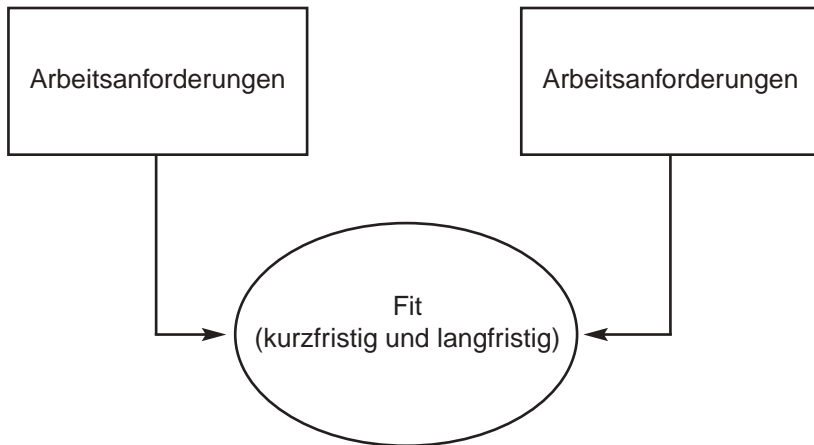 Arbeitsanforderungen
Arbeitsanforderungen
Fit
(kurzfristig und langfristig)